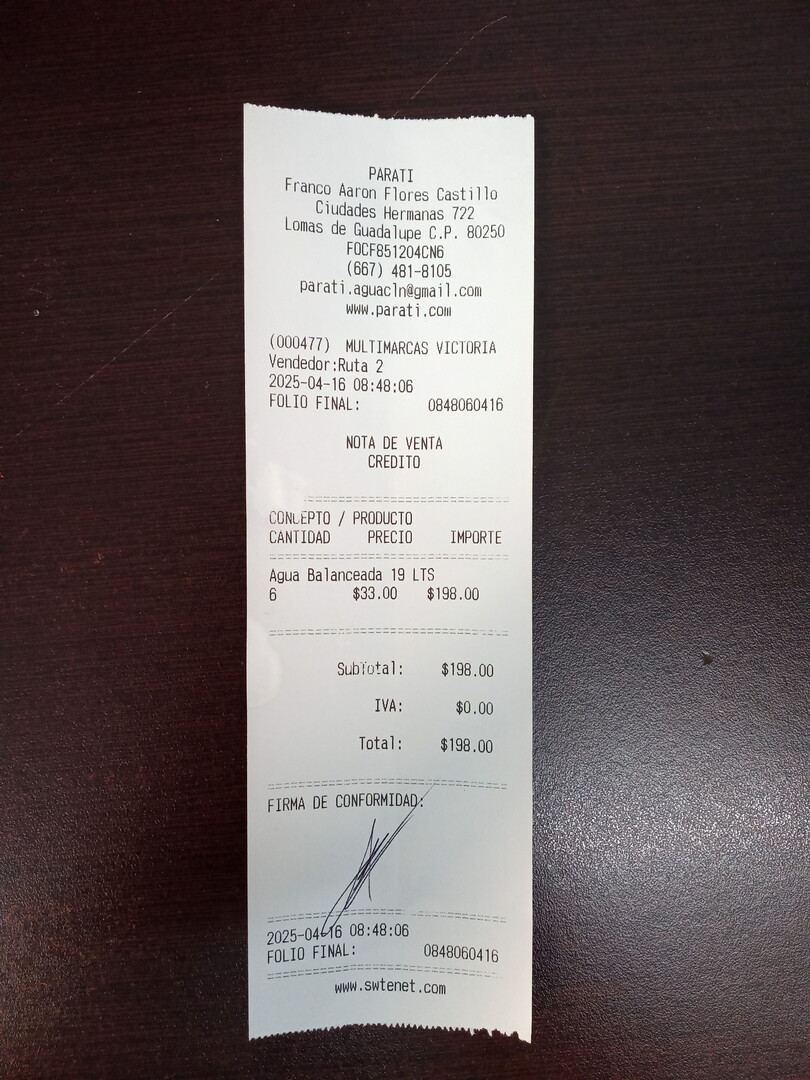 PARATI
Franco Aaron Flores Castillo
Ciudades Hermanas 722
Lomas de Guadalupe C.P. 80250
FOCF851204CN6
(667) 481-8105
parati.aguacln@gmail.com
www.parati.com
(000477) MULTIMARCAS VICTORIA
Vendedor:Ruta 2
2025-04-16 08:48:06
FOLIO FINAL: 0848060416
NOTA DE VENTA
CREDITO
CONCEPTO / PRODUCTO
CANTIDAD PRECIO IMPORTE
Agua Balanceada 19 LTS
6 $33.00 $198.00
SubTotal: $198.00
IVA: $0.00
Total: $198.00
FIRMA DE CONFORMIDAD:
2025-04-16 08:48:06
FOLIO FINAL: 0848060416
www.swtenet.com